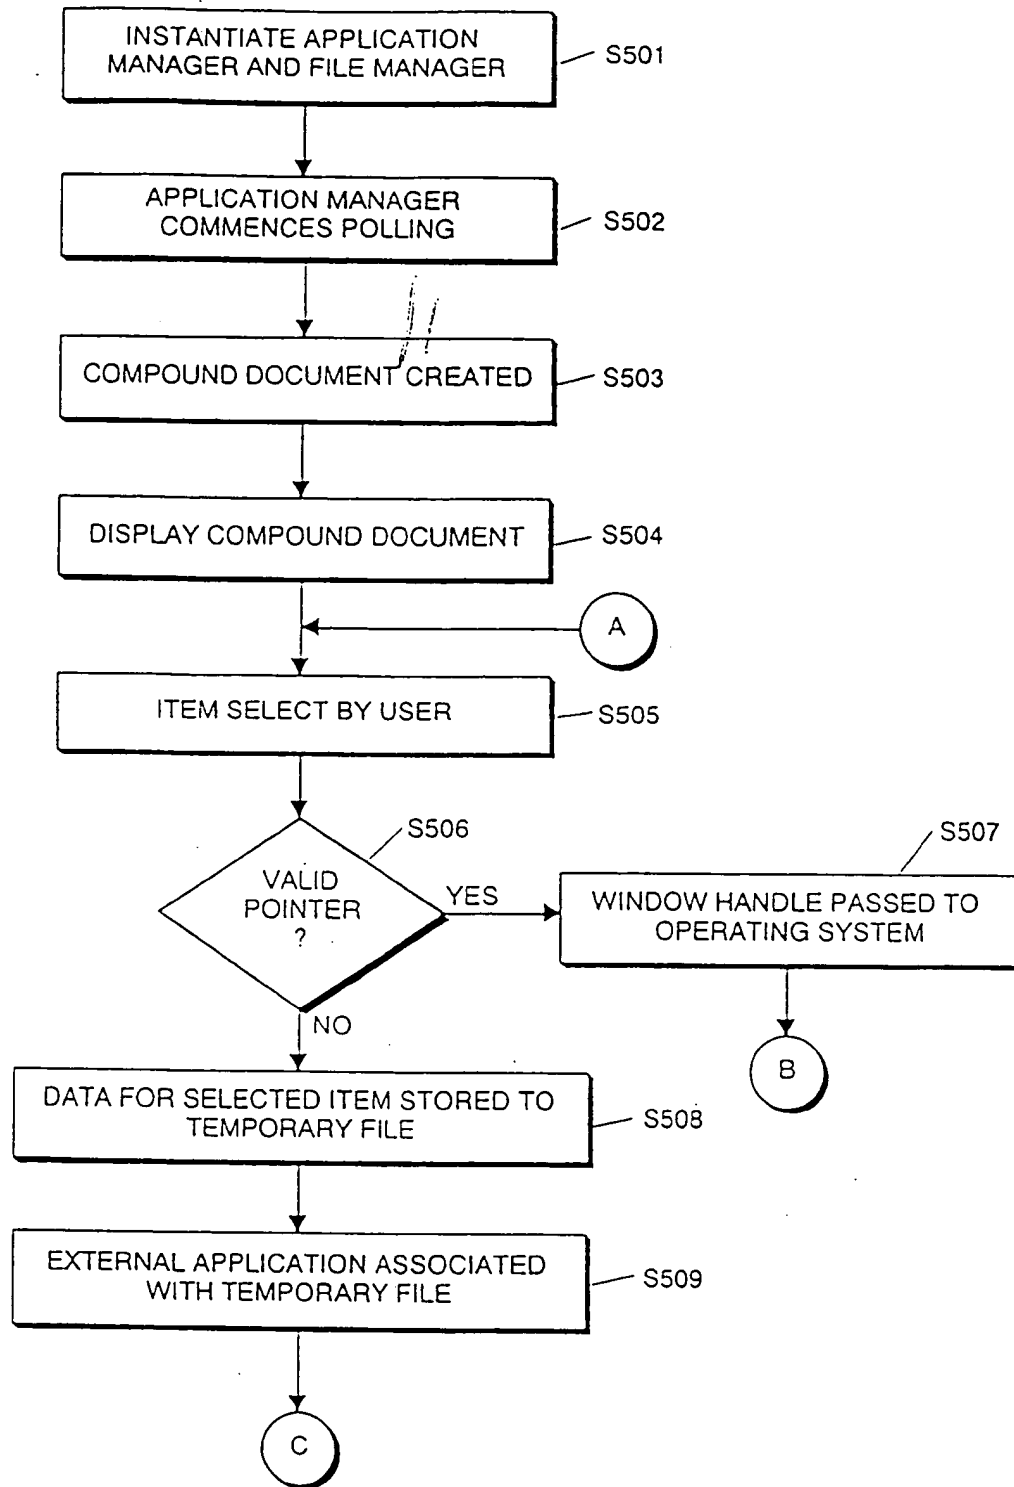 INSTANTIATE APPLICATION
MANAGER AND FILE MANAGER
S501
APPLICATION MANAGER
COMMENCES POLLING
S502
COMPOUND DOCUMENT CREATED
S503
DISPLAY COMPOUND DOCUMENT
S504
A
ITEM SELECT BY USER
S505
S506
VALID
POINTER
?
YES
S507
WINDOW HANDLE PASSED TO
OPERATING SYSTEM
NO
B
DATA FOR SELECTED ITEM STORED TO
TEMPORARY FILE
S508
EXTERNAL APPLICATION ASSOCIATED
WITH TEMPORARY FILE
S509
C